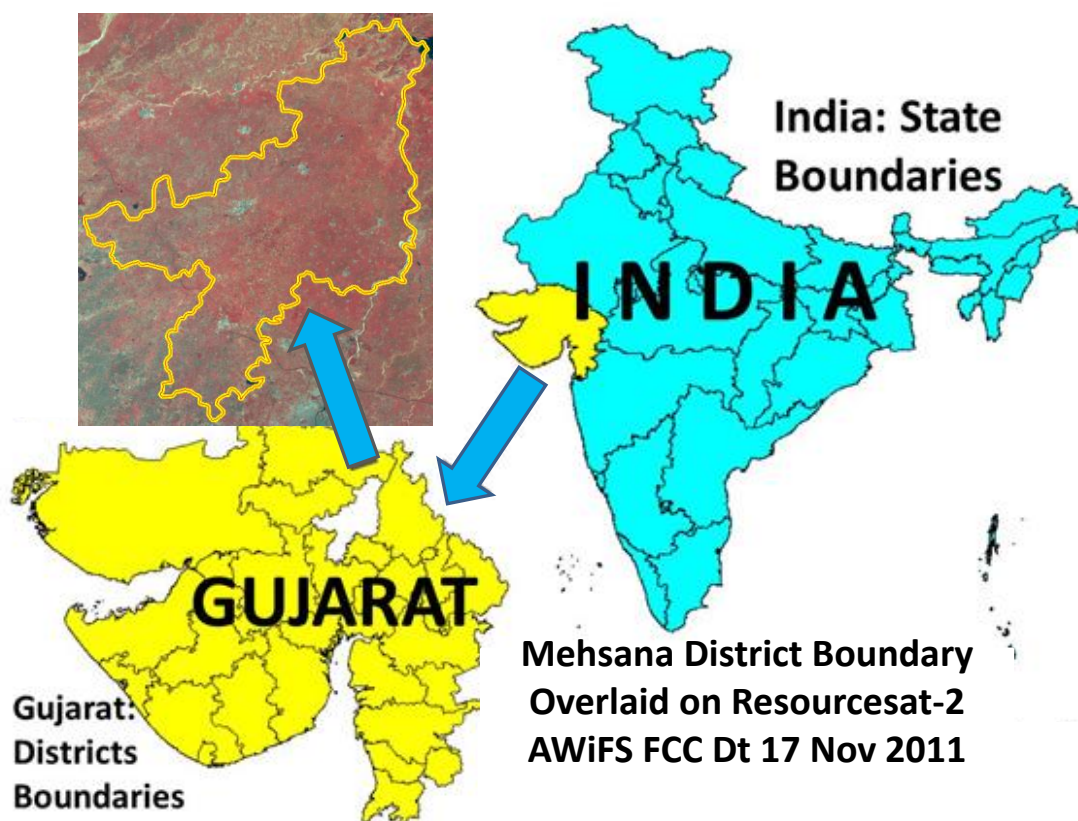 India: State
Boundaries
INDIA
GUJARAT
Gujarat:
Districts
Boundaries
Mehsana District Boundary
Overlaid on Resourcesat-2
AWiFS FCC Dt 17 Nov 2011